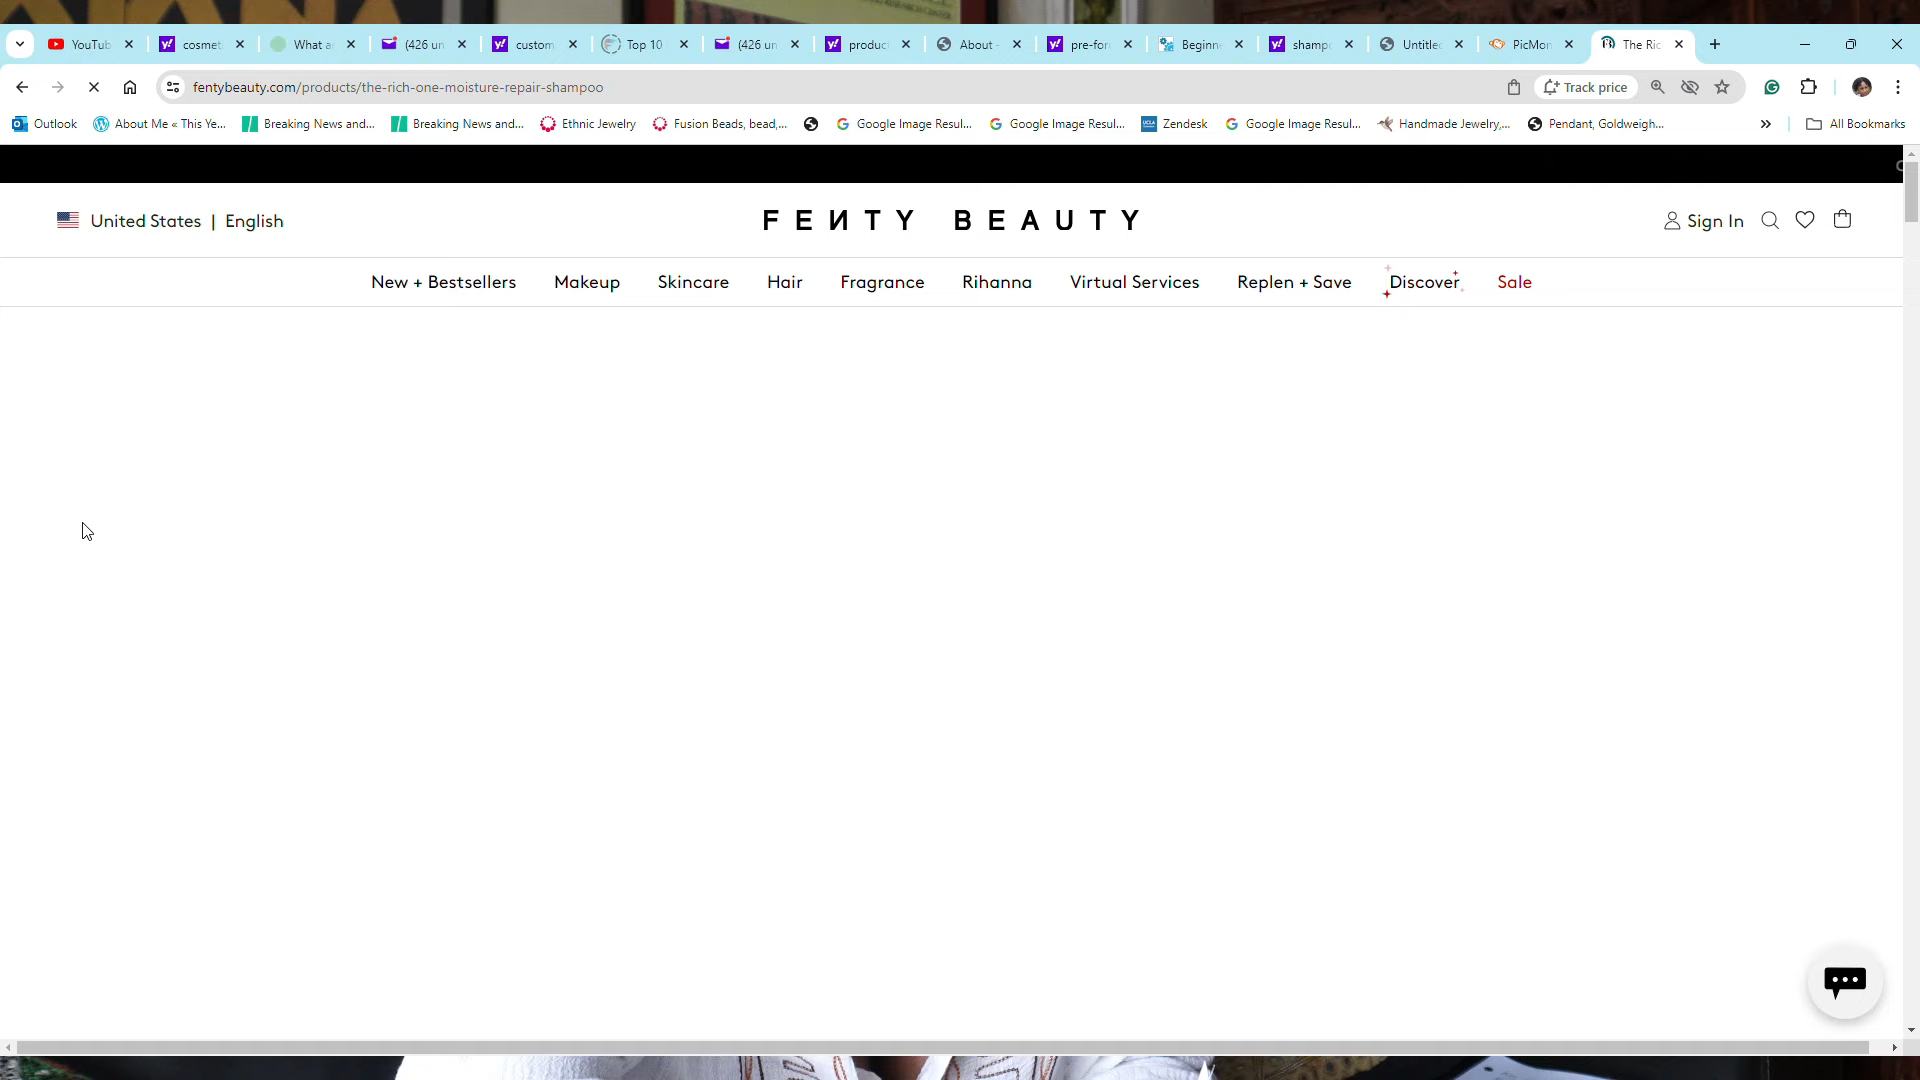 YouTub
cosmet
What a
(426 un
custom
Top 10
(426 un
produc
About -
pre-for
Beginne
shampo
Untitled
PicMon
The Ric
fentybeauty.com/products/the-rich-one-moisture-repair-shampoo
Track price
Outlook
About Me « This Ye...
Breaking News and...
Breaking News and...
Ethnic Jewelry
Fusion Beads, bead,...
Google Image Resul...
Google Image Resul...
Zendesk
Google Image Resul...
Handmade Jewelry,...
Pendant, Goldweigh...
»
All Bookmarks
United States | English
FENTY BEAUTY
Sign In
New + Bestsellers
Makeup
Skincare
Hair
Fragrance
Rihanna
Virtual Services
Replen + Save
Discover
Sale